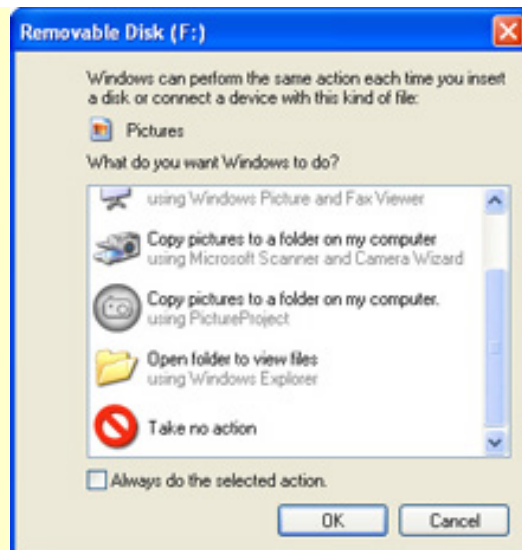 Removable Disk (F:)
Windows can perform the same action each time you insert
a disk or connect a device with this kind of file:
Pictures
What do you want Windows to do?
using Windows Picture and Fax Viewer
Copy pictures to a folder on my computer
using Microsoft Scanner and Camera Wizard
Copy pictures to a folder on my computer.
using PictureProject
Open folder to view files
using Windows Explorer
Take no action
Always do the selected action.
OK
Cancel